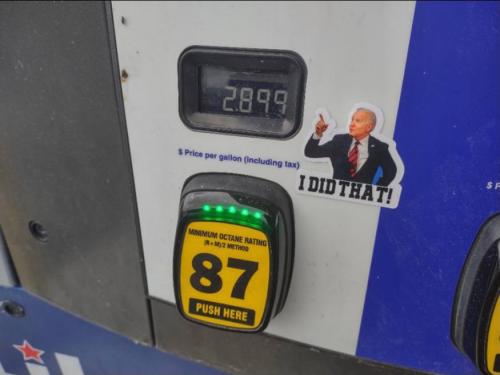 2.899
$ Price per gallon (including tax)
I DID THAT!
MINIMUM OCTANE RATING
(R+M)/2 METHOD
87
PUSH HERE
$ P